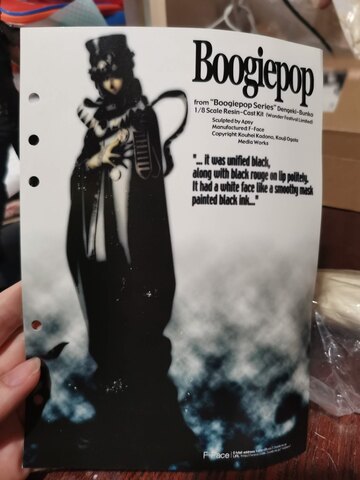 Boogiepop
from "Boogiepop Series" Dengeki-Bunko
1/8 Scale Resin-Cast Kit (Wonder Festival Limited)
Sculpted by Azay
Manufactured F-Face
Copyright Kouhei Kadono, Kouji Ogata
Media Works
"... it was unified black,
along with black rouge on lip politely.
It had a white face like a smoothy mask
painted black ink..."
F-Face